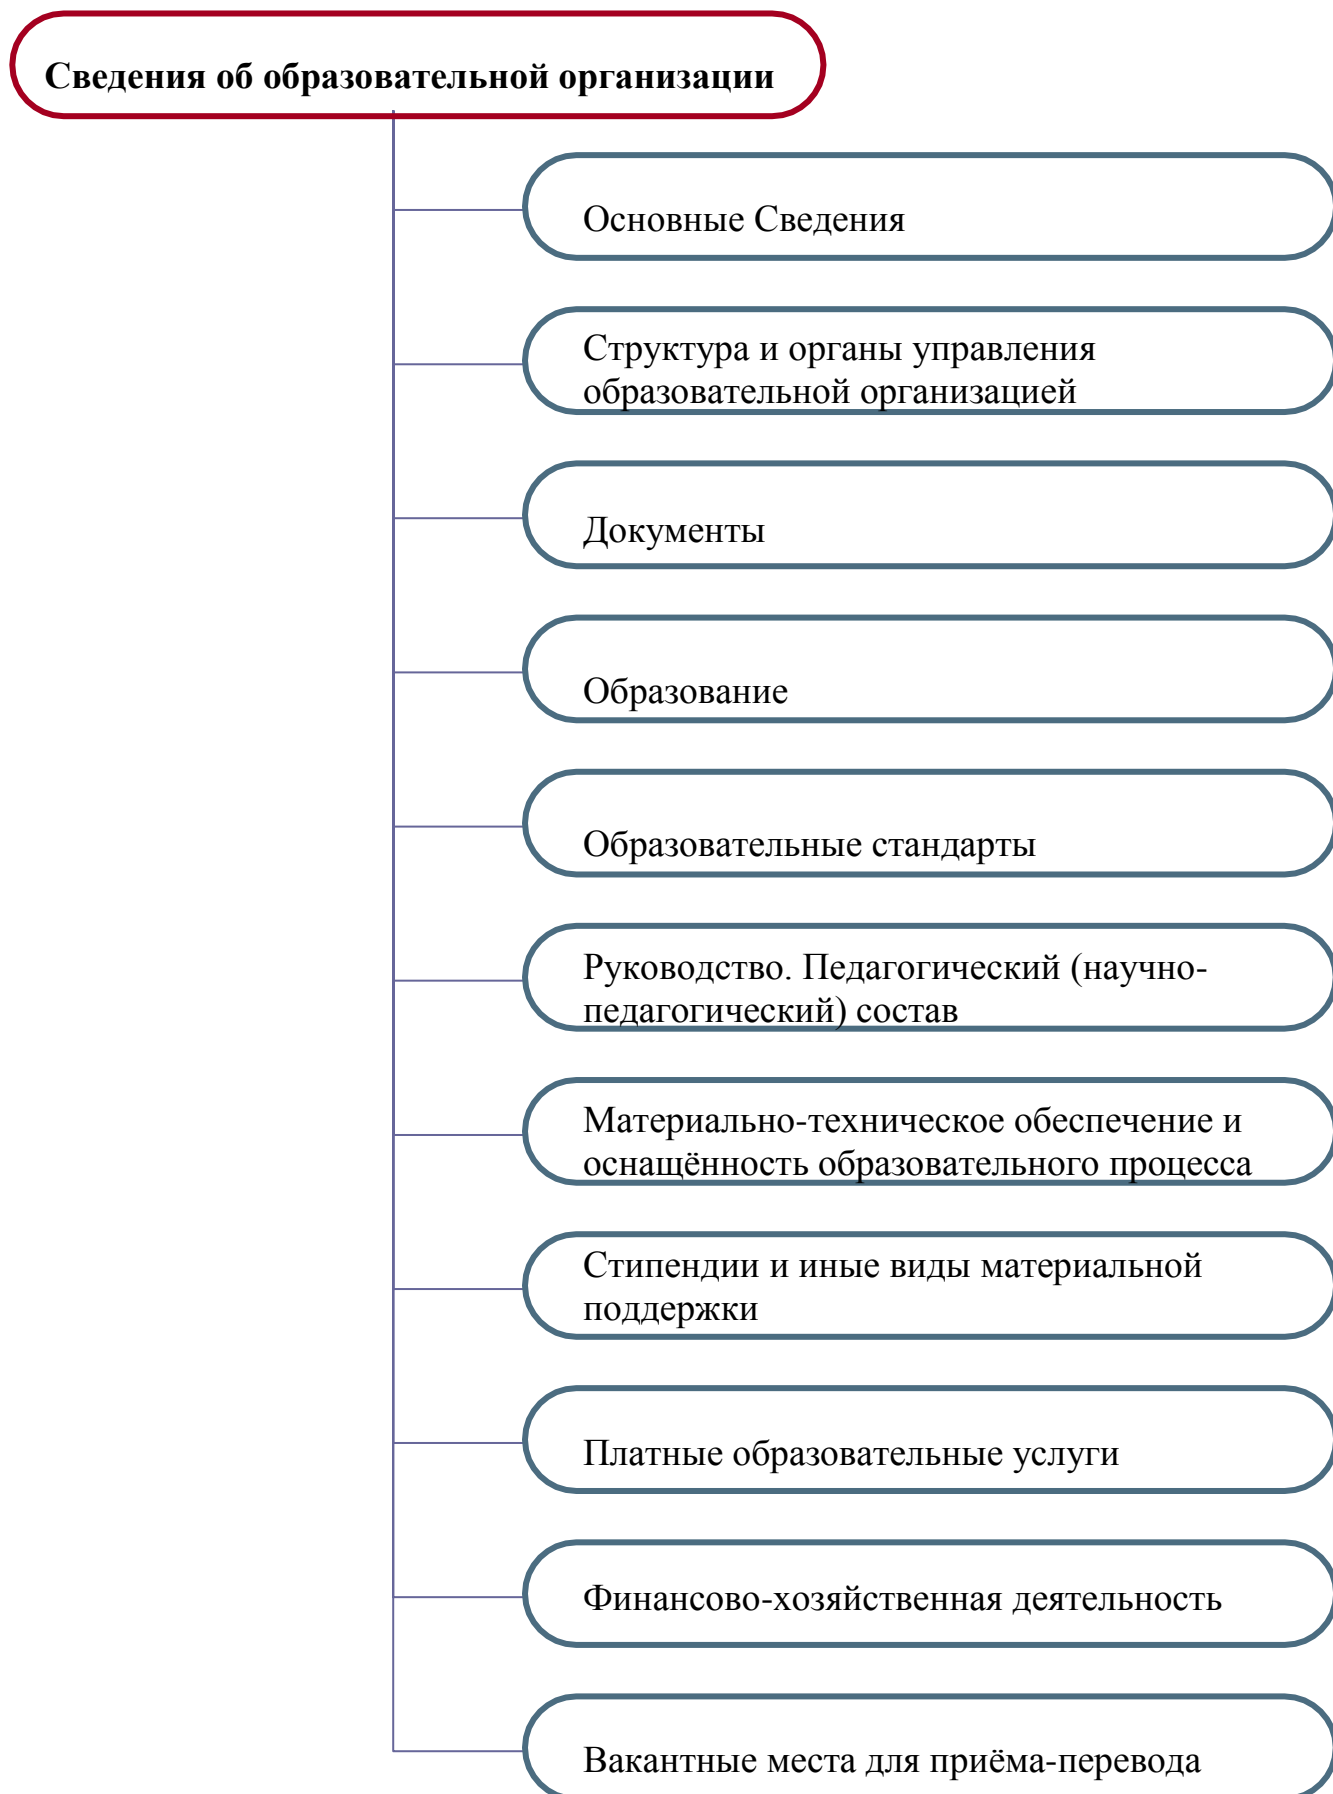 Сведения об образовательной организации
Основные Сведения
Структура и органы управления
образовательной организацией
Документы
Образование
Образовательные стандарты
Руководство. Педагогический (научно-
педагогический) состав
Материально-техническое обеспечение и
оснащённость образовательного процесса
Стипендии и иные виды материальной
поддержки
Платные образовательные услуги
Финансово-хозяйственная деятельность
Вакантные места для приёма-перевода